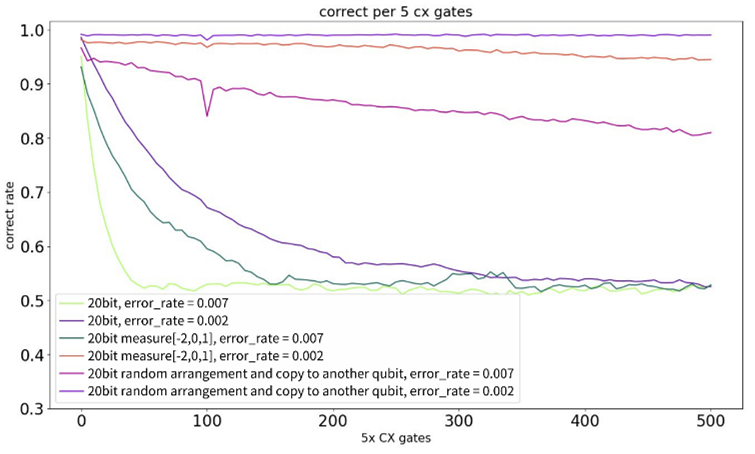 correct per 5 cx gates
correct rate
1.0
0.9
0.8
0.7
0.6
0.5
0.4
0.3
20bit, error_rate = 0.007
20bit, error_rate = 0.002
20bit measure[-2,0,1], error_rate = 0.007
20bit measure[-2,0,1], error_rate = 0.002
20bit random arrangement and copy to another qubit, error_rate = 0.007
20bit random arrangement and copy to another qubit, error_rate = 0.002
0 100 200 300 400 500
5x CX gates